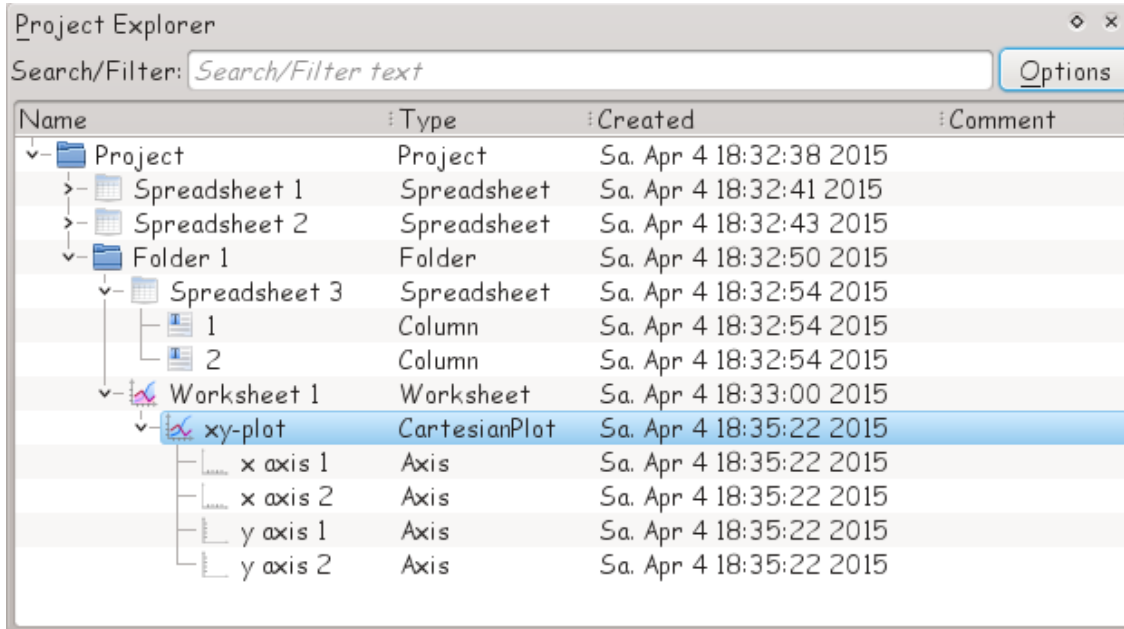 Project Explorer
Search/Filter: Search/Filter text Options
Name Type Created Comment
Project Project Sa. Apr 4 18:32:38 2015
Spreadsheet 1 Spreadsheet Sa. Apr 4 18:32:41 2015
Spreadsheet 2 Spreadsheet Sa. Apr 4 18:32:43 2015
Folder 1 Folder Sa. Apr 4 18:32:50 2015
Spreadsheet 3 Spreadsheet Sa. Apr 4 18:32:54 2015
1 Column Sa. Apr 4 18:32:54 2015
2 Column Sa. Apr 4 18:32:54 2015
Worksheet 1 Worksheet Sa. Apr 4 18:33:00 2015
xy-plot CartesianPlot Sa. Apr 4 18:35:22 2015
x axis 1 Axis Sa. Apr 4 18:35:22 2015
x axis 2 Axis Sa. Apr 4 18:35:22 2015
y axis 1 Axis Sa. Apr 4 18:35:22 2015
y axis 2 Axis Sa. Apr 4 18:35:22 2015